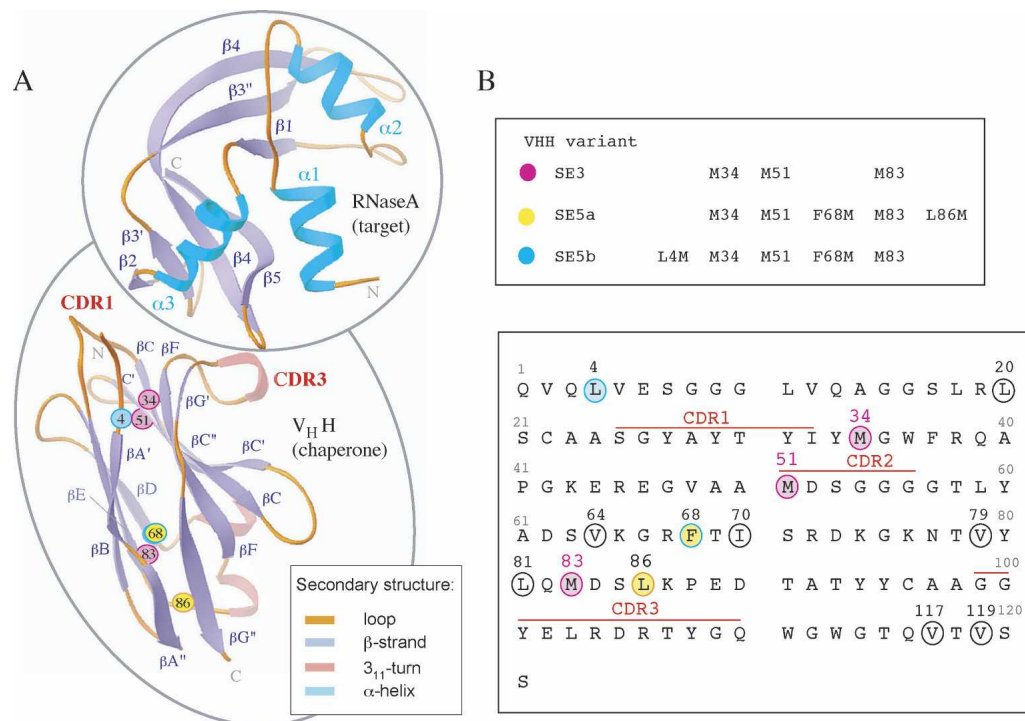 A
β4
β3"
β1
α2
C
α1
RNaseA
(target)
β3'
β2
β4
β5
α3
N
CDR1
N
βC
βF
C'
34
4
51
CDR3
βG'
VHH
(chaperone)
βA'
βC"
βC'
βE
βD
βC
68
83
βB
βF
86
βA"
βG"
C
Secondary structure:
loop
β-strand
3₁₁-turn
α-helix
B
VHH variant
SE3 M34 M51 M83
SE5a M34 M51 F68M M83 L86M
SE5b L4M M34 M51 F68M M83
1 4 20
Q V Q L V E S G G G L V Q A G G S L R L
21 CDR1 34 40
S C A A S G Y A Y T Y I Y M G W F R Q A
41 51 CDR2 60
P G K E R E G V A A M D S G G G G T L Y
61 64 68 70 79 80
A D S V K G R F T I S R D K G K N T V Y
81 83 86 100
L Q M D S L K P E D T A T Y Y C A A G G
CDR3 117 119 120
Y E L R D R T Y G Q W G W G T Q V T V S
S